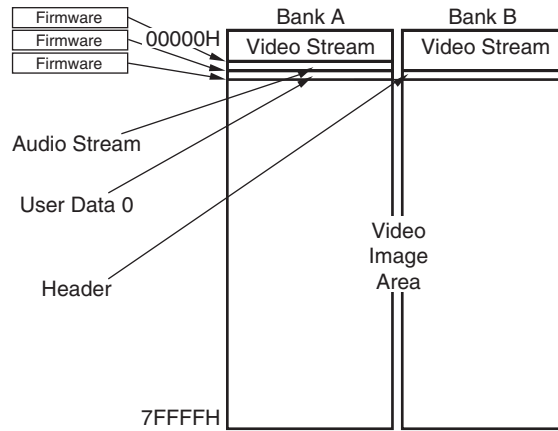 Bank A
Bank B
Firmware
Firmware
Firmware
00000H
Video Stream
Video Stream
Audio Stream
User Data 0
Header
Video
Image
Area
7FFFFH